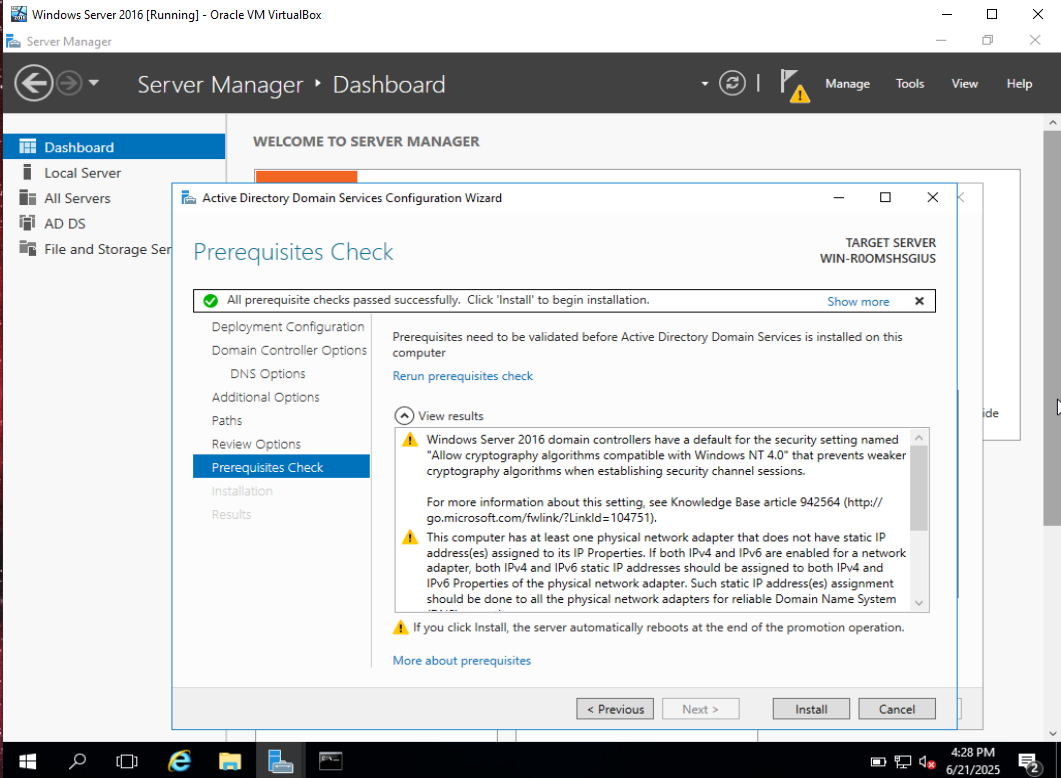 Windows Server 2016 [Running] - Oracle VM VirtualBox
Server Manager
Server Manager ‣ Dashboard
Manage
Tools
View
Help
Dashboard
Local Server
All Servers
AD DS
File and Storage Ser
WELCOME TO SERVER MANAGER
Active Directory Domain Services Configuration Wizard
Prerequisites Check
TARGET SERVER
WIN-R0OMSHSGIUS
All prerequisite checks passed successfully. Click 'Install' to begin installation.
Show more
Deployment Configuration
Domain Controller Options
DNS Options
Additional Options
Paths
Review Options
Prerequisites Check
Installation
Results
Prerequisites need to be validated before Active Directory Domain Services is installed on this
computer
Rerun prerequisites check
View results
Windows Server 2016 domain controllers have a default for the security setting named
"Allow cryptography algorithms compatible with Windows NT 4.0" that prevents weaker
cryptography algorithms when establishing security channel sessions.
For more information about this setting, see Knowledge Base article 942564 (http://
go.microsoft.com/fwlink/?LinkId=104751).
This computer has at least one physical network adapter that does not have static IP
address(es) assigned to its IP Properties. If both IPv4 and IPv6 are enabled for a network
adapter, both IPv4 and IPv6 static IP addresses should be assigned to both IPv4 and
IPv6 Properties of the physical network adapter. Such static IP address(es) assignment
should be done to all the physical network adapters for reliable Domain Name System
If you click Install, the server automatically reboots at the end of the promotion operation.
More about prerequisites
< Previous
Next >
Install
Cancel
ide
4:28 PM
6/21/2025
2